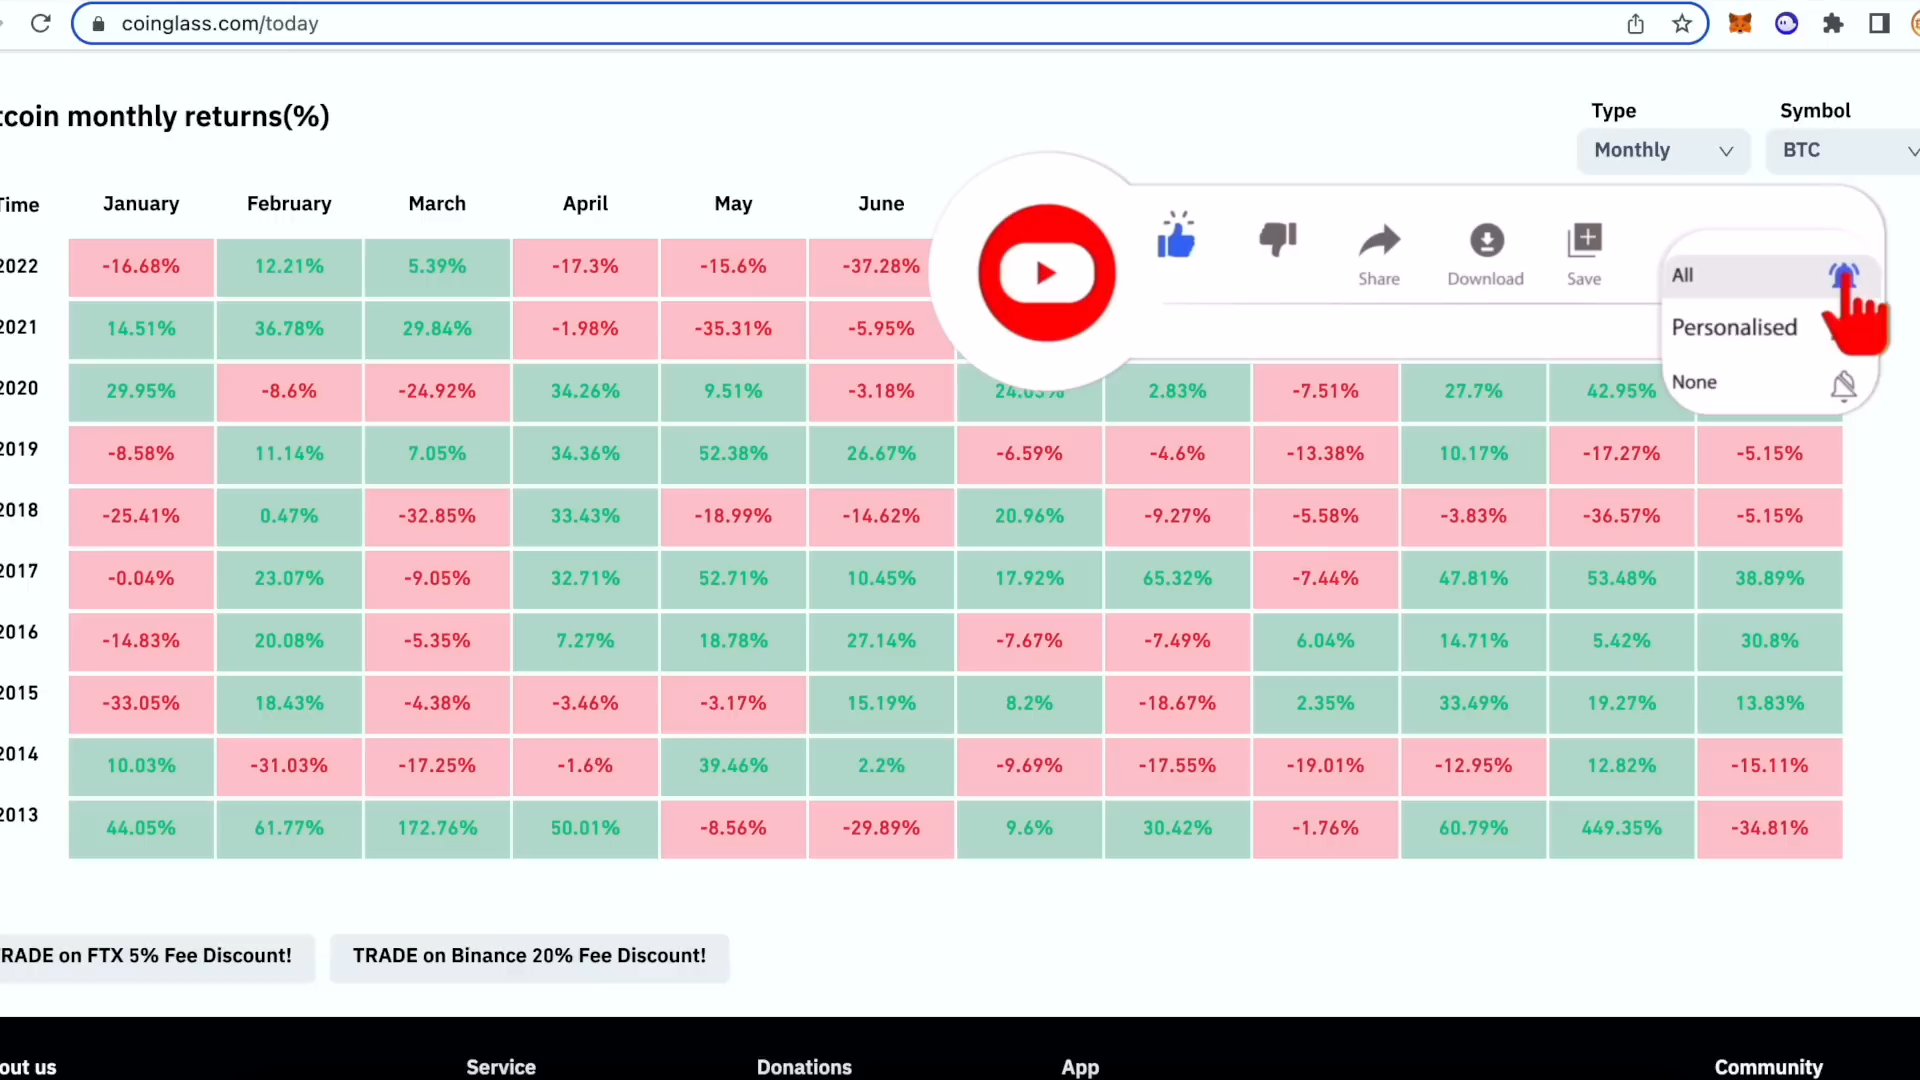 coinglass.com/today
tcoin monthly returns(%)
Type Symbol
Monthly BTC
Time January February March April May June
2022 -16.68% 12.21% 5.39% -17.3% -15.6% -37.28%
2021 14.51% 36.78% 29.84% -1.98% -35.31% -5.95%
Share Download Save
All
Personalised
None
2020 29.95% -8.6% -24.92% 34.26% 9.51% -3.18% 2.83% -7.51% 27.7% 42.95%
2019 -8.58% 11.14% 7.05% 34.36% 52.38% 26.67% -6.59% -4.6% -13.38% 10.17% -17.27% -5.15%
2018 -25.41% 0.47% -32.85% 33.43% -18.99% -14.62% 20.96% -9.27% -5.58% -3.83% -36.57% -5.15%
2017 -0.04% 23.07% -9.05% 32.71% 52.71% 10.45% 17.92% 65.32% -7.44% 47.81% 53.48% 38.89%
2016 -14.83% 20.08% -5.35% 7.27% 18.78% 27.14% -7.67% -7.49% 6.04% 14.71% 5.42% 30.8%
2015 -33.05% 18.43% -4.38% -3.46% -3.17% 15.19% 8.2% -18.67% 2.35% 33.49% 19.27% 13.83%
2014 10.03% -31.03% -17.25% -1.6% 39.46% 2.2% -9.69% -17.55% -19.01% -12.95% 12.82% -15.11%
2013 44.05% 61.77% 172.76% 50.01% -8.56% -29.89% 9.6% 30.42% -1.76% 60.79% 449.35% -34.81%
RADE on FTX 5% Fee Discount! TRADE on Binance 20% Fee Discount!
out us Service Donations App Community